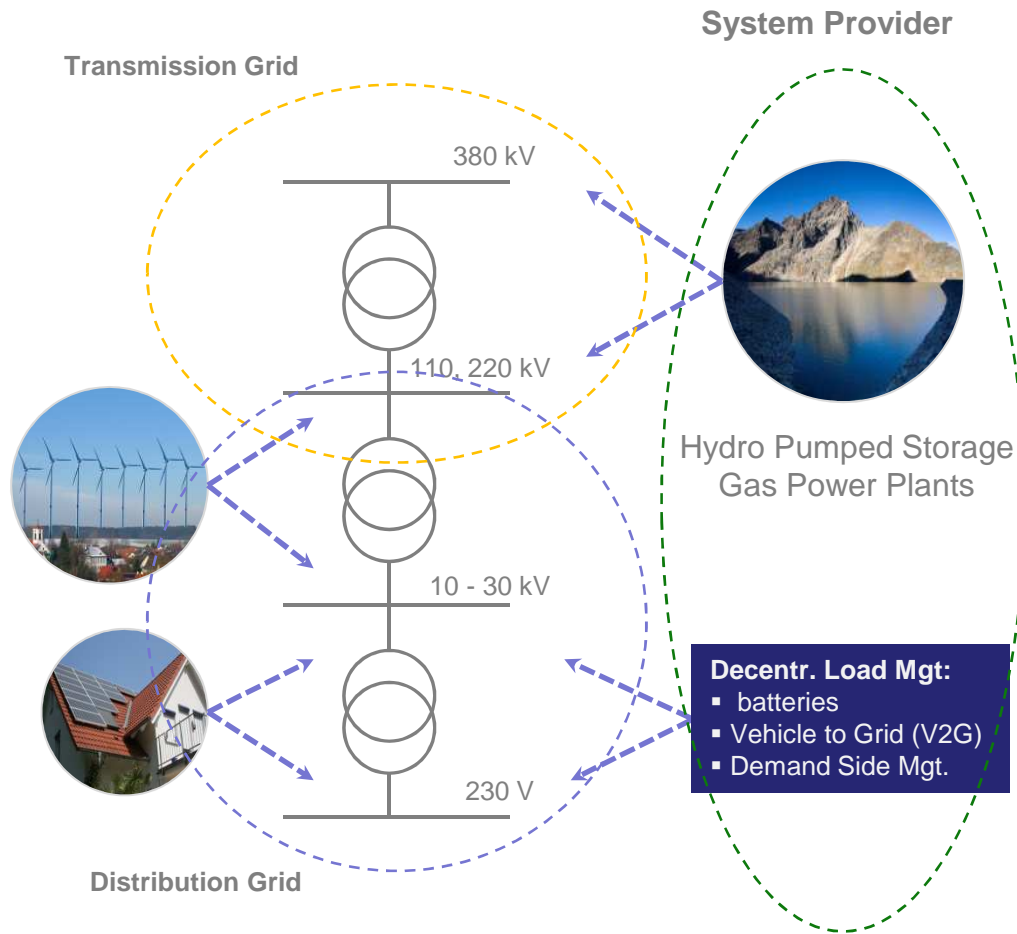 System Provider
Transmission Grid
380 kV
110, 220 kV
Hydro Pumped Storage
Gas Power Plants
10 - 30 kV
Decentr. Load Mgt:
▪ batteries
▪ Vehicle to Grid (V2G)
▪ Demand Side Mgt.
230 V
Distribution Grid